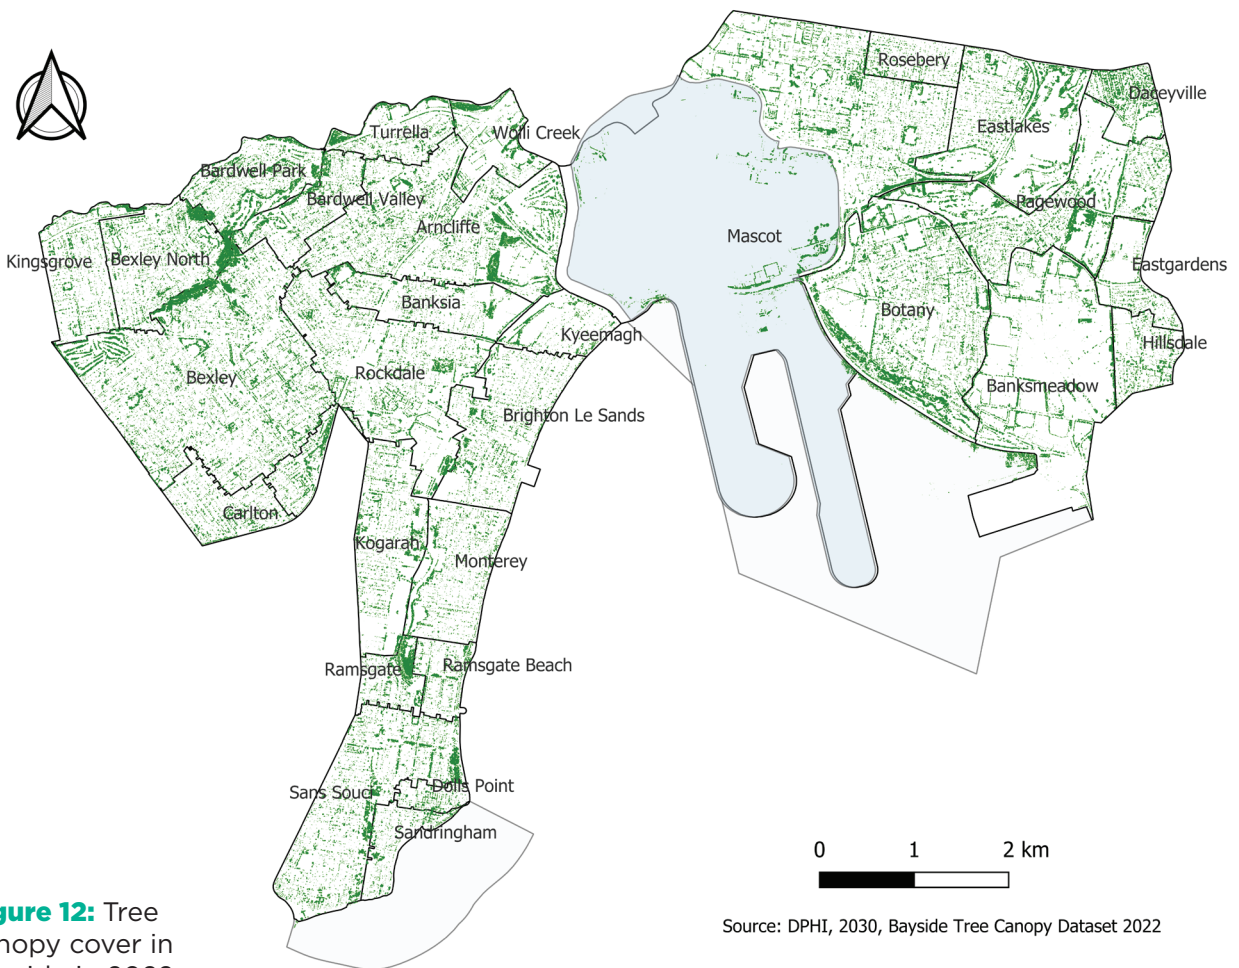 Rosebery
Daceyville
Turrella
Wolli Creek
Eastlakes
Bardwell Park
Bardwell Valley
Pagewood
Arncliffe
Mascot
Kingsgrove
Bexley North
Eastgardens
Banksia
Botany
Kyeemagh
Hillsdale
Bexley
Rockdale
Banksmeadow
Brighton Le Sands
Carlton
Kogarah
Monterey
Ramsgate
Ramsgate Beach
Sans Souci
Dolls Point
Sandringham
0 1 2 km
gure 12: Tree
nopy cover in
Source: DPHI, 2030, Bayside Tree Canopy Dataset 2022